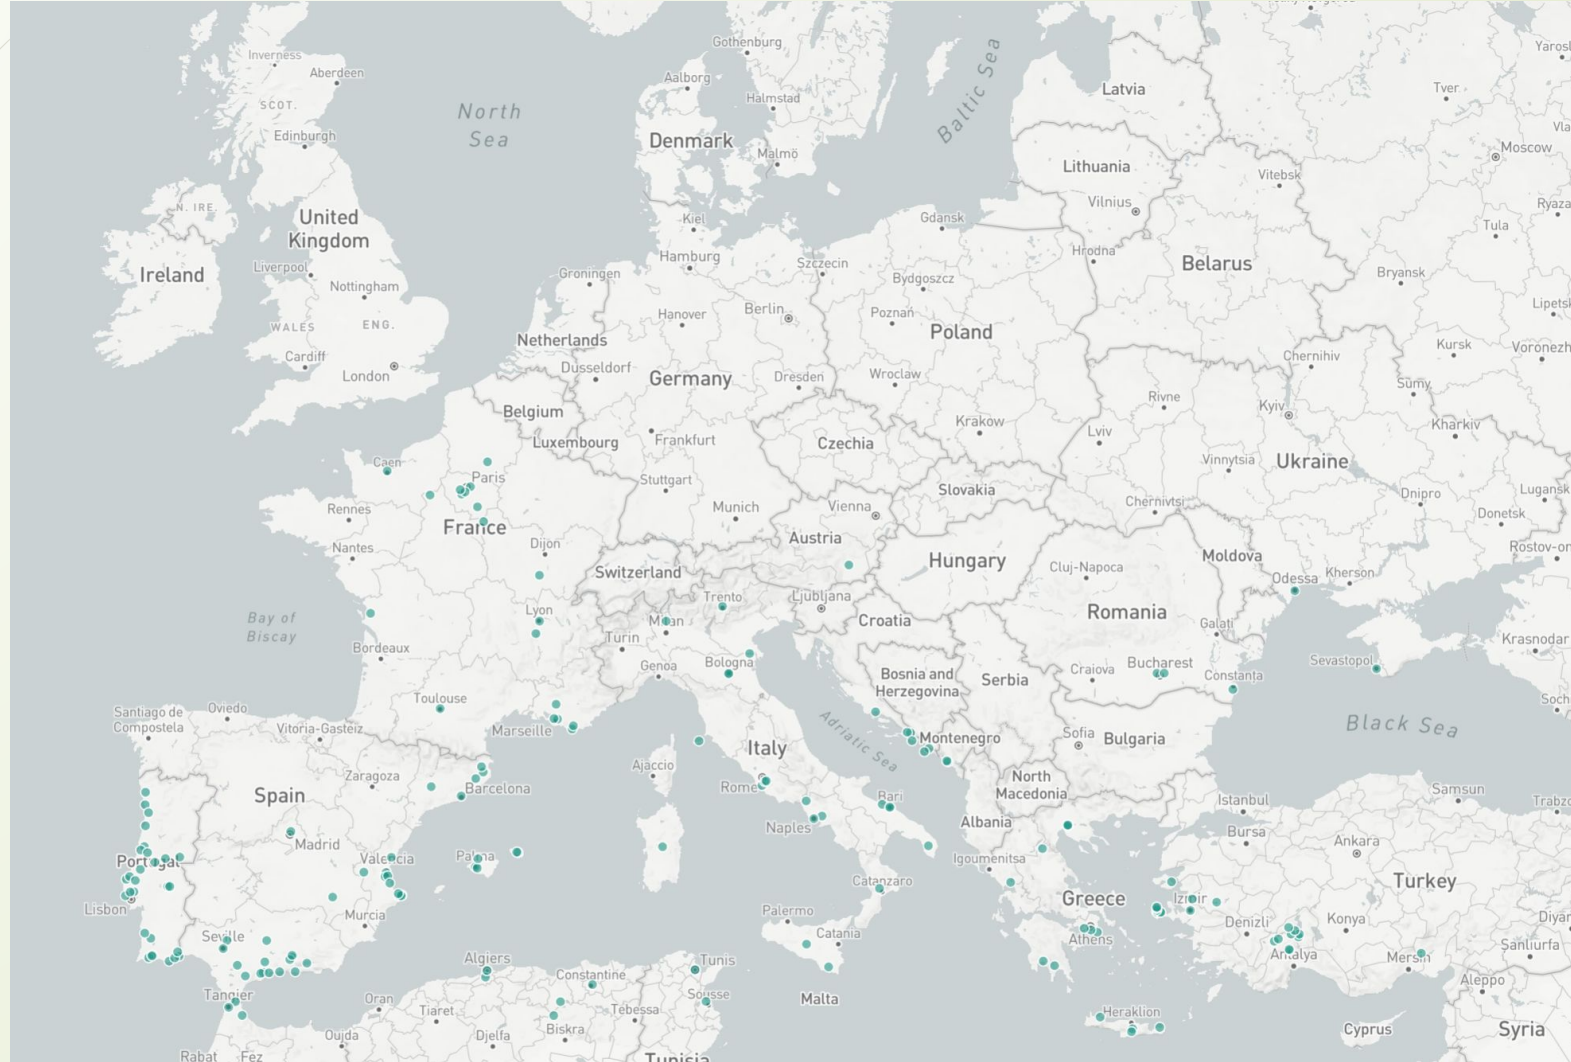 Inverness
Aberdeen
SCOT.
Edinburgh
N. IRE.
United
Kingdom
Ireland
Liverpool
Nottingham
WALES
ENG.
Cardiff
London
North
Sea
Gothenburg
Aalborg
Halmstad
Denmark
Malmö
Baltic Sea
Latvia
Lithuania
Vilnius
Vitebsk
Tver
Moscow
Tula
Kiel
Hamburg
Gdansk
Szczecin
Bydgoszcz
Hrodna
Belarus
Bryansk
Groningen
Hanover
Berlin
Poznań
Poland
Netherlands
Düsseldorf
Germany
Dresden
Wroclaw
Chernihiv
Kursk
Belgium
Luxembourg
Frankfurt
Czechia
Krakow
Rivne
Kyiv
Sumy
Lviv
Kharkiv
Caen
Paris
Stuttgart
Slovakia
Vinnytsia
Ukraine
Rennes
France
Munich
Vienna
Chernivtsi
Dnipro
Lugansk
Donetsk
Nantes
Dijon
Austria
Hungary
Moldova
Switzerland
Cluj-Napoca
Odessa
Kherson
Bay of
Biscay
Lyon
Trento
Ljubljana
Milan
Croatia
Romania
Galați
Krasnodar
Bordeaux
Turin
Genoa
Bologna
Bosnia and
Herzegovina
Serbia
Craiova
Bucharest
Constanta
Sevastopol
Santiago de
Compostela
Oviedo
Vitoria-Gasteiz
Toulouse
Marseille
Adriatic Sea
Montenegro
Sofia
Bulgaria
Black Sea
Zaragoza
Spain
Barcelona
Ajaccio
Italy
Rome
North
Macedonia
Istanbul
Samsun
Madrid
Naples
Bari
Albania
Bursa
Ankara
Portugal
Valencia
Palma
Igoumenitsa
Turkey
Catanzaro
Greece
Izmir
Lisbon
Murcia
Palermo
Catania
Athens
Denizli
Konya
Seville
Antalya
Mersin
Sanliurfa
Algiers
Constantine
Tunis
Aleppo
Tangier
Oran
Tiaret
Tebessa
Sousse
Malta
Heraklion
Cyprus
Syria
Rabat
Fez
Oujda
Djelfa
Biskra
Tunisia